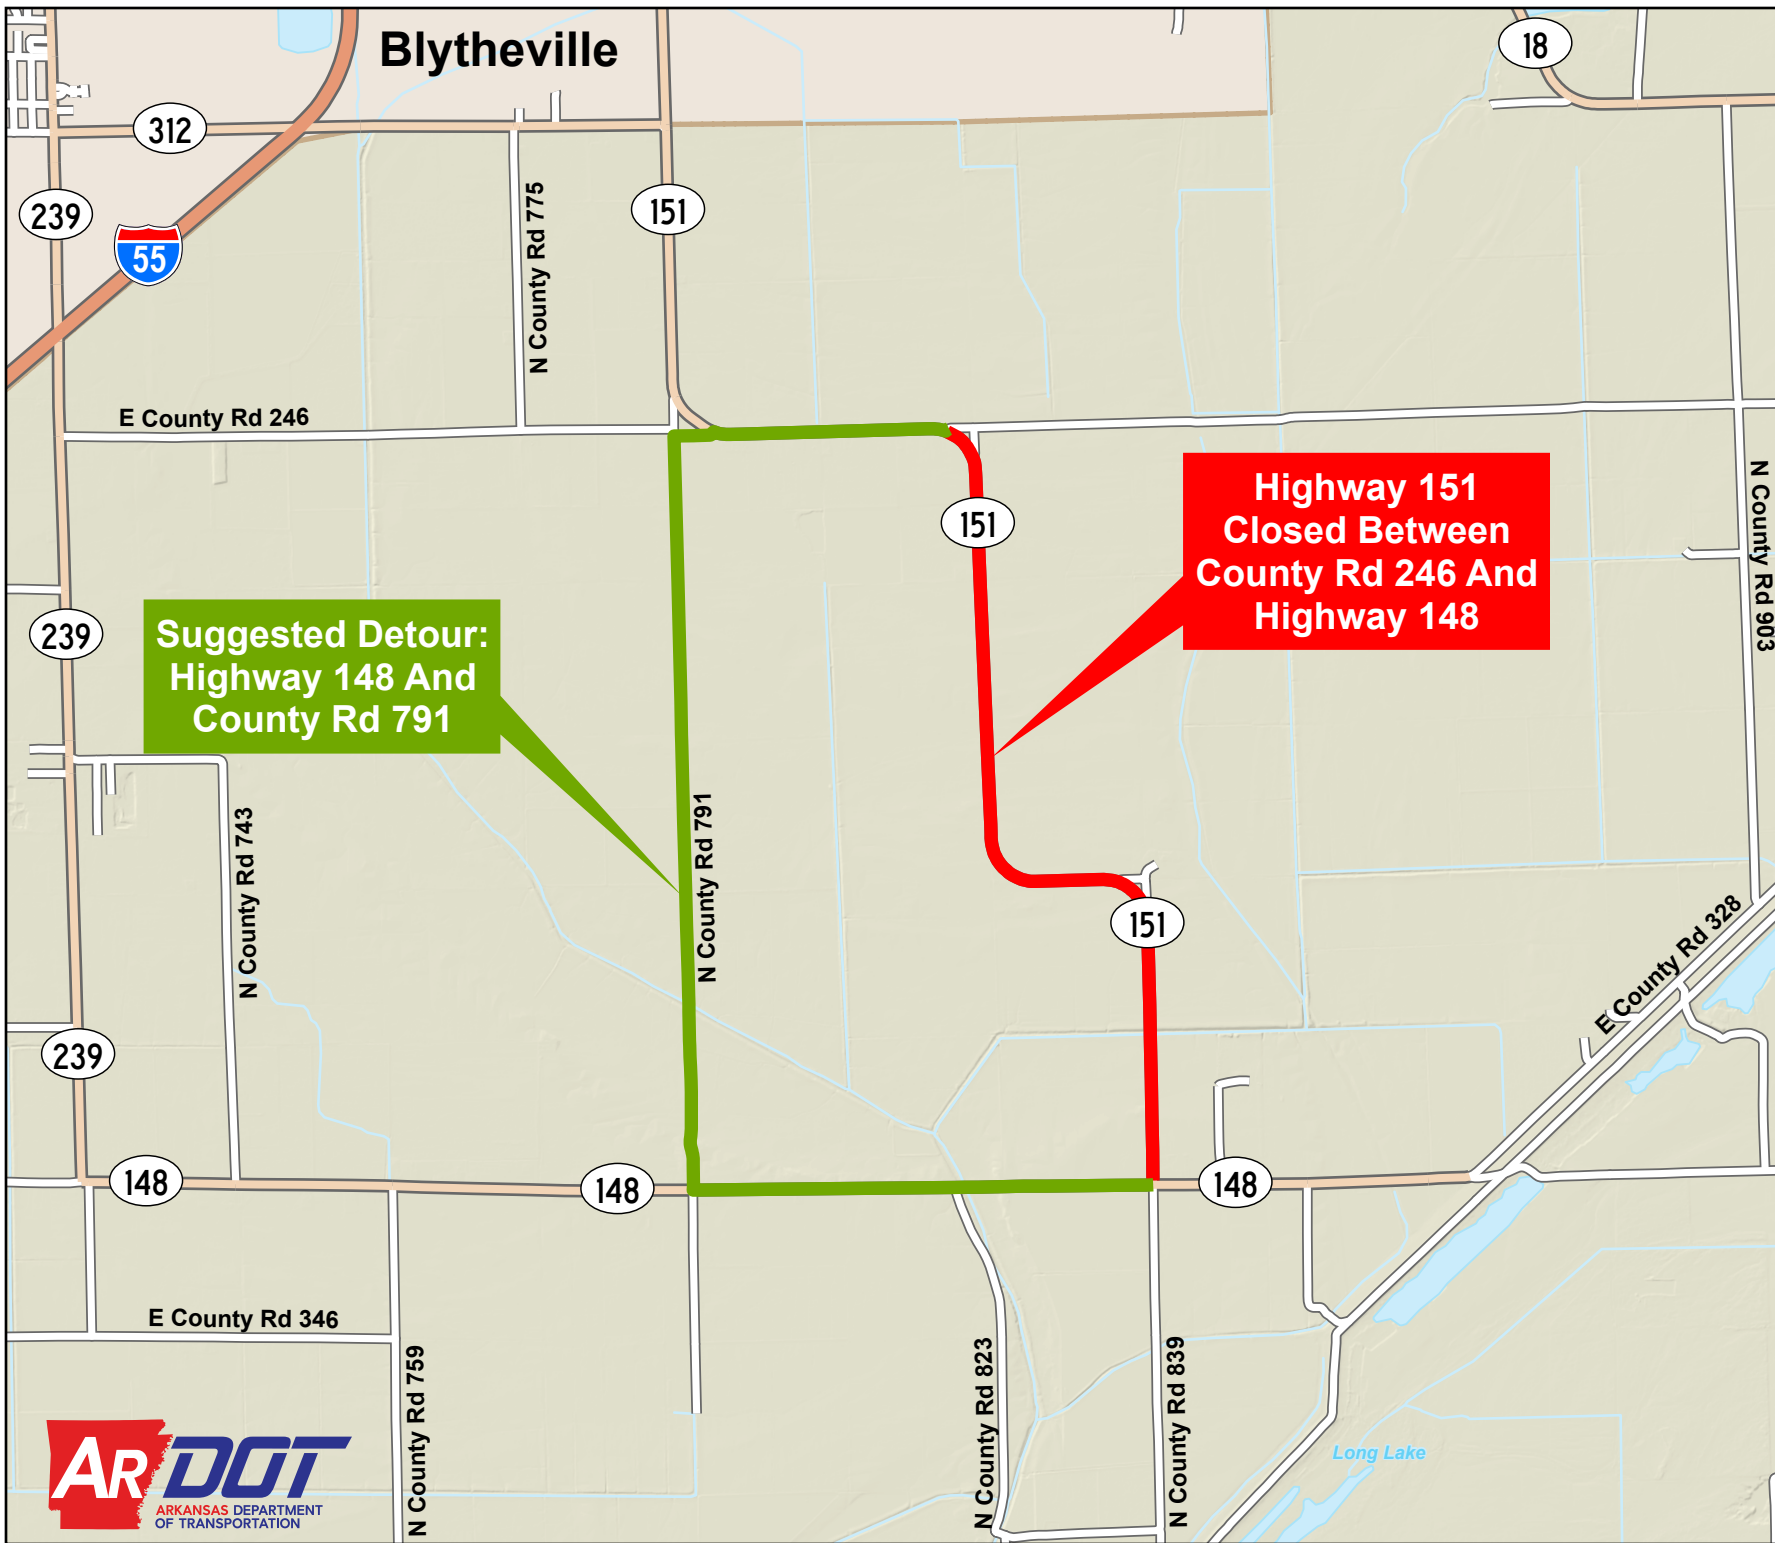 Blytheville
18
312
239
55
151
N County Rd 775
E County Rd 246
151
Highway 151
Closed Between
County Rd 246 And
Highway 148
N County Rd 903
239
Suggested Detour:
Highway 148 And
County Rd 791
N County Rd 743
N County Rd 791
151
E County Rd 328
239
148
148
148
E County Rd 346
N County Rd 759
N County Rd 823
N County Rd 839
Long Lake
ARDOT
ARKANSAS DEPARTMENT
OF TRANSPORTATION